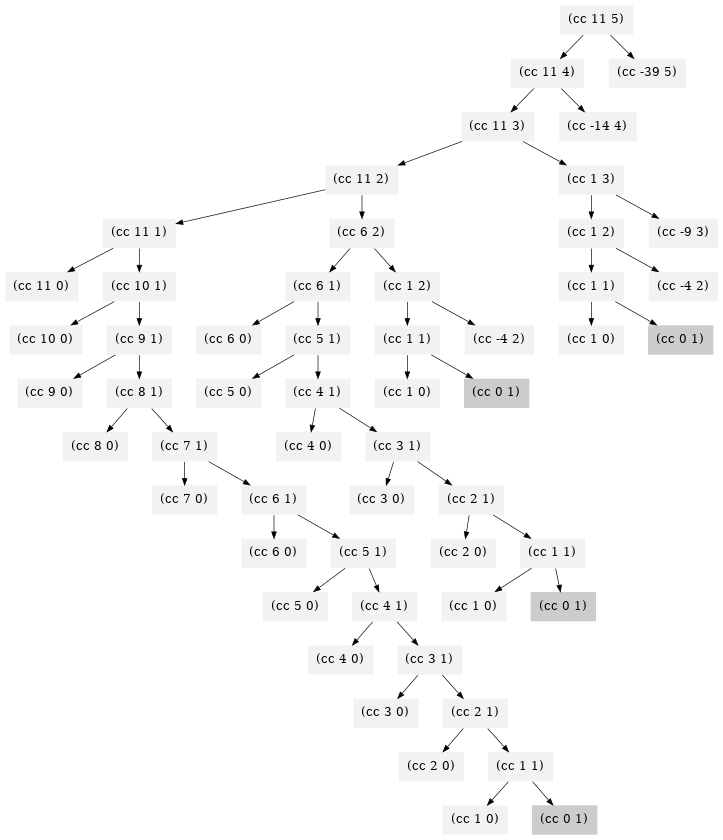 (cc 11 5)
(cc 11 4)
(cc -39 5)
(cc 11 3)
(cc -14 4)
(cc 11 2)
(cc 1 3)
(cc 11 1)
(cc 6 2)
(cc 1 2)
(cc -9 3)
(cc 11 0)
(cc 10 1)
(cc 6 1)
(cc 1 2)
(cc 1 1)
(cc -4 2)
(cc 10 0)
(cc 9 1)
(cc 6 0)
(cc 5 1)
(cc 1 1)
(cc -4 2)
(cc 1 0)
(cc 0 1)
(cc 9 0)
(cc 8 1)
(cc 5 0)
(cc 4 1)
(cc 1 0)
(cc 0 1)
(cc 8 0)
(cc 7 1)
(cc 4 0)
(cc 3 1)
(cc 7 0)
(cc 6 1)
(cc 3 0)
(cc 2 1)
(cc 6 0)
(cc 5 1)
(cc 2 0)
(cc 1 1)
(cc 5 0)
(cc 4 1)
(cc 1 0)
(cc 0 1)
(cc 4 0)
(cc 3 1)
(cc 3 0)
(cc 2 1)
(cc 2 0)
(cc 1 1)
(cc 1 0)
(cc 0 1)